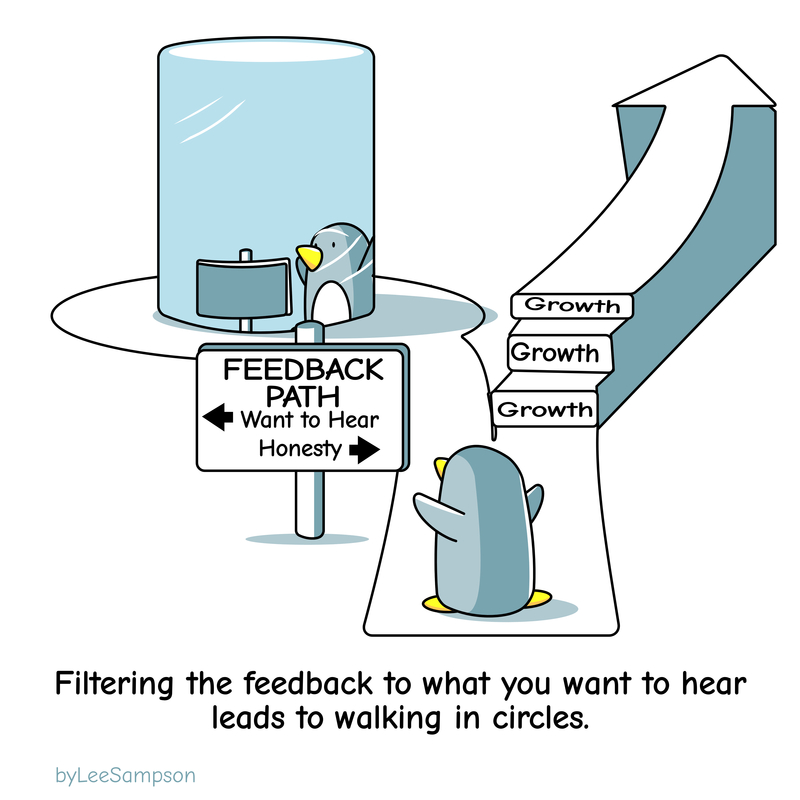 FEEDBACK
PATH
Want to Hear
Honesty
Growth
Growth
Growth
Filtering the feedback to what you want to hear
leads to walking in circles.
byLeeSampson